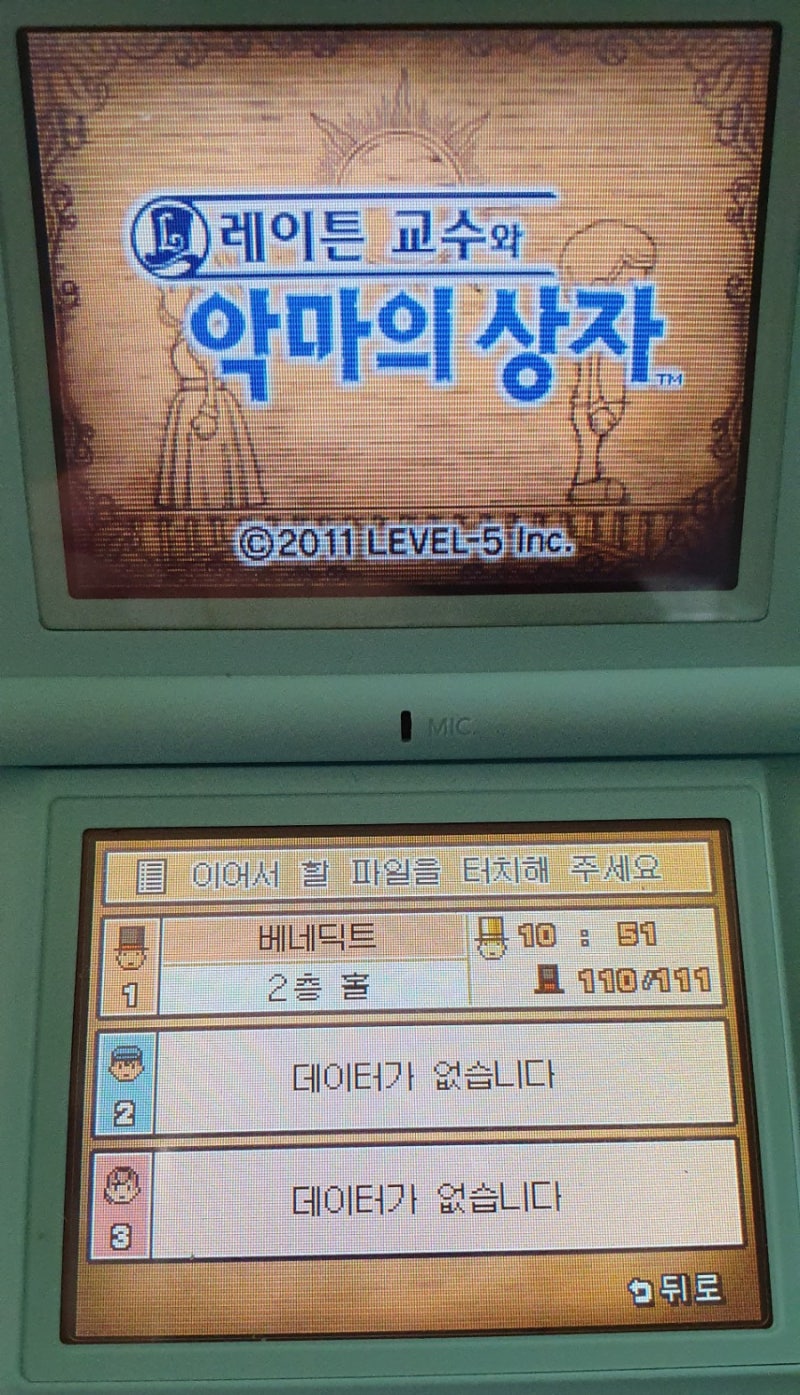 L 레이튼 교수와
악마의 상자™
©2011 LEVEL-5 Inc.
MIC.
이어서 할 파일을 터치해 주세요
베네딕트
10 : 51
1
2층 홀
110/111
2
데이터가 없습니다
3
데이터가 없습니다
뒤로